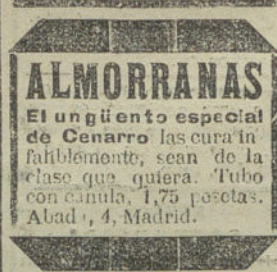 ALMORRANAS
El ungüento especial
de Cenarro las cura in
faliblemente, sean de la
clase que quiera. Tubo
con cánula, 1,75 pesetas.
Abad, 4, Madrid.